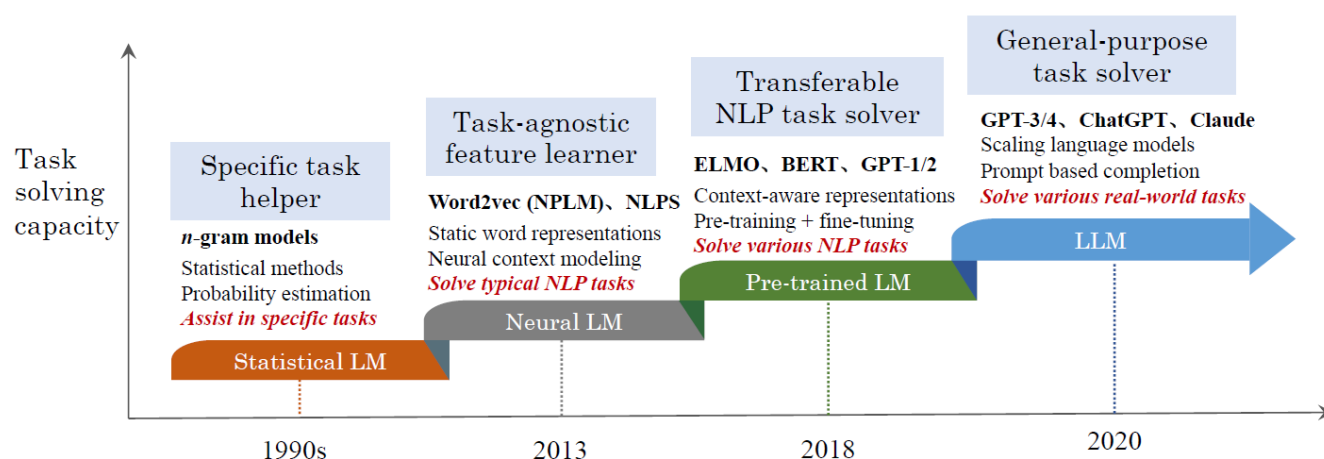 Task
solving
capacity
Specific task
helper
n-gram models
Statistical methods
Probability estimation
Assist in specific tasks
Statistical LM
1990s
Task-agnostic
feature learner
Word2vec (NPLM)、NLPS
Static word representations
Neural context modeling
Solve typical NLP tasks
Neural LM
2013
Transferable
NLP task solver
ELMO、BERT、GPT-1/2
Context-aware representations
Pre-training + fine-tuning
Solve various NLP tasks
Pre-trained LM
2018
General-purpose
task solver
GPT-3/4、ChatGPT、Claude
Scaling language models
Prompt based completion
Solve various real-world tasks
LLM
2020